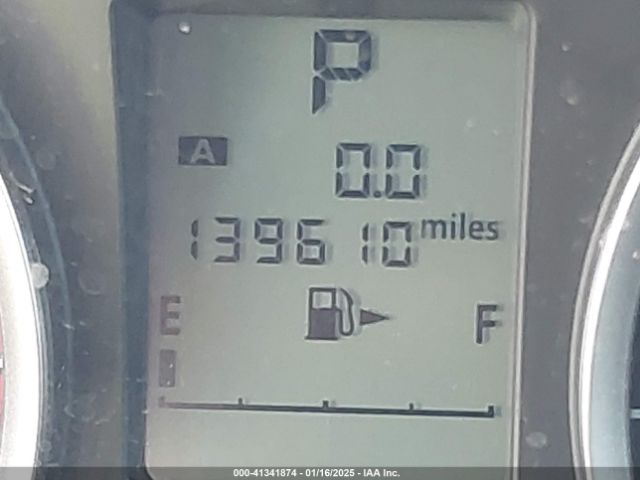 P
A 0.0
139610 miles
E F
000-41341874 - 01/16/2025 - IAA Inc.